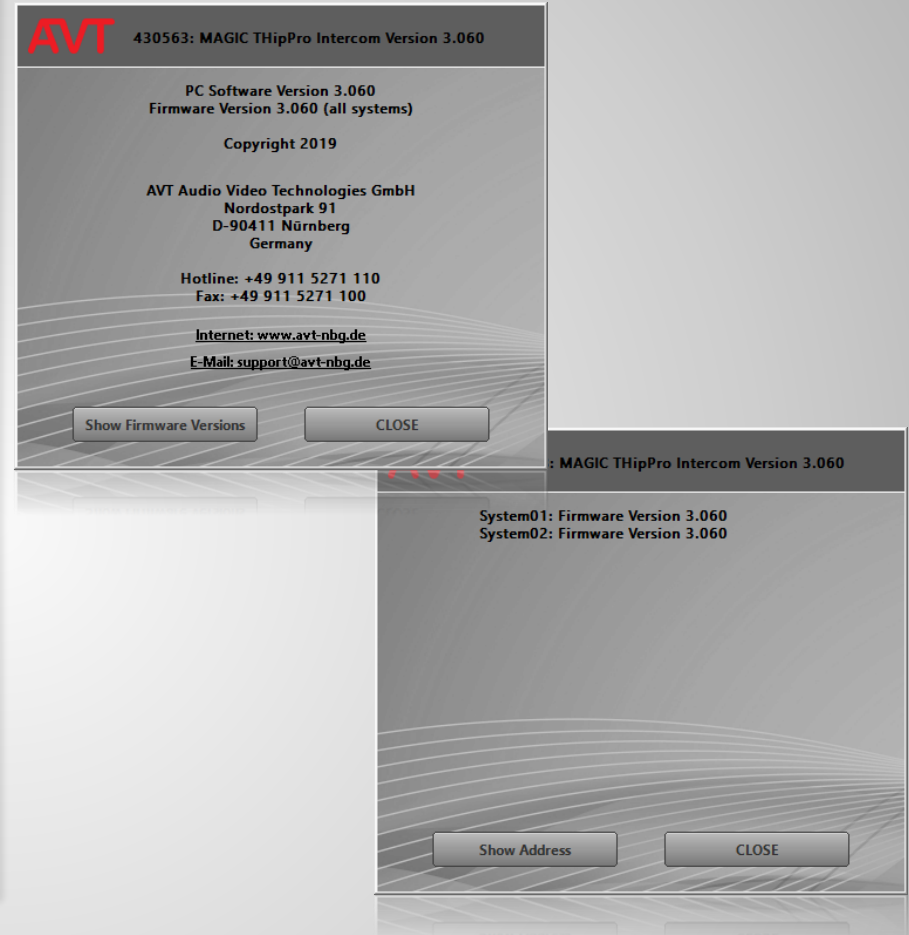 AVT 430563: MAGIC THipPro Intercom Version 3.060
PC Software Version 3.060
Firmware Version 3.060 (all systems)
Copyright 2019
AVT Audio Video Technologies GmbH
Nordostpark 91
D-90411 Nürnberg
Germany
Hotline: +49 911 5271 110
Fax: +49 911 5271 100
Internet: www.avt-nbg.de
E-Mail: support@avt-nbg.de
Show Firmware Versions CLOSE
: MAGIC THipPro Intercom Version 3.060
System01: Firmware Version 3.060
System02: Firmware Version 3.060
Show Address CLOSE